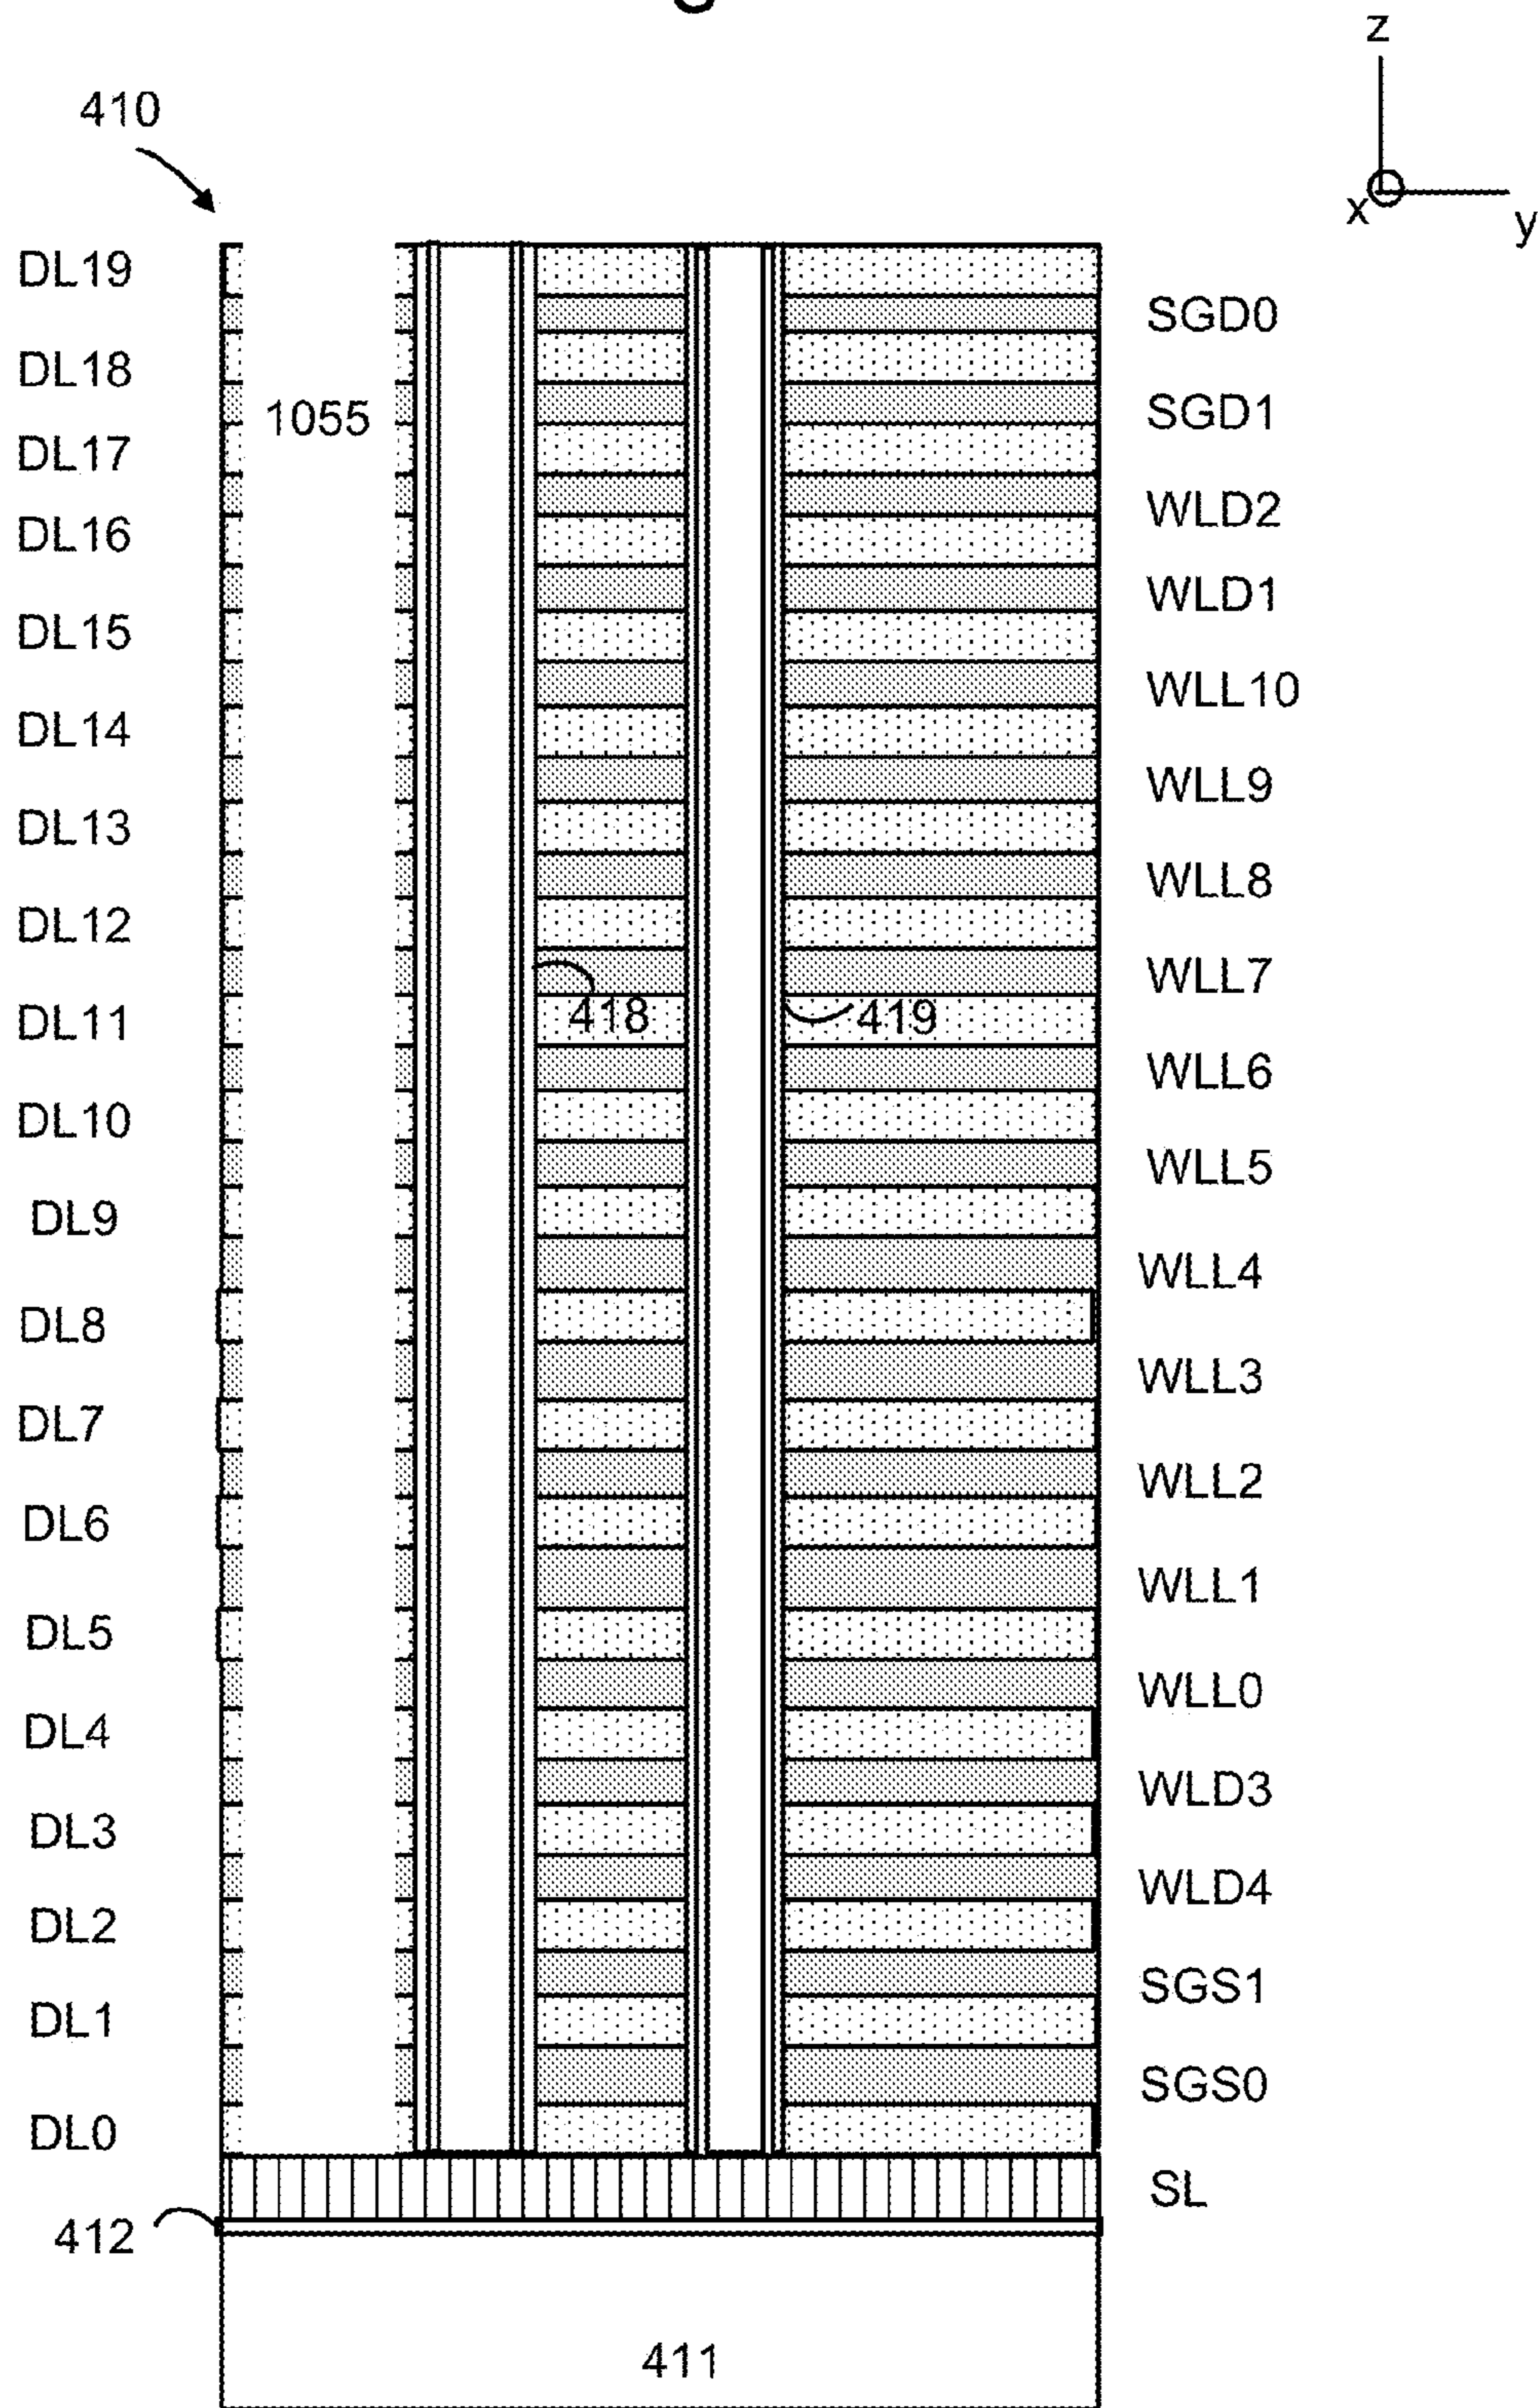 z
410
x
y
DL19
SGD0
DL18
SGD1
1055
DL17
WLD2
DL16
WLD1
DL15
WLL10
DL14
WLL9
DL13
WLL8
DL12
WLL7
418
419
DL11
WLL6
DL10
WLL5
DL9
WLL4
DL8
WLL3
DL7
WLL2
DL6
WLL1
DL5
WLL0
DL4
WLD3
DL3
WLD4
DL2
SGS1
DL1
SGS0
DL0
SL
412
411